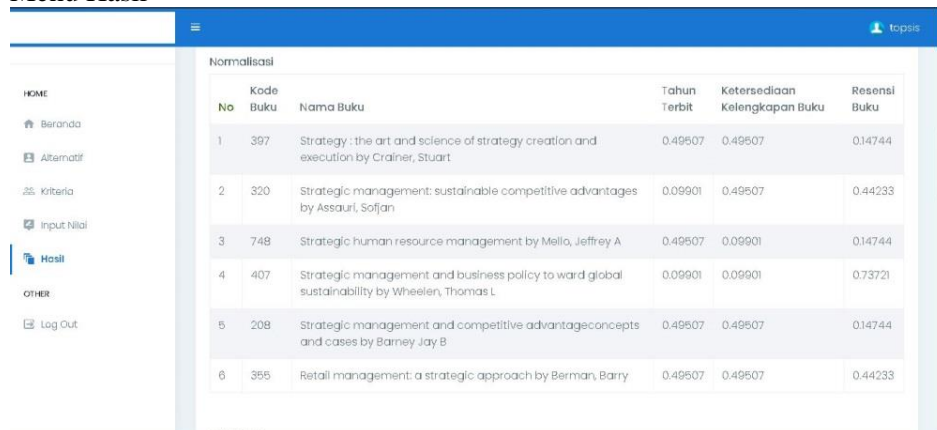 topsis
Normalisasi
HOME
Beranda
Alternatif
Kriteria
Input Nilai
Hasil
OTHER
Log Out
No Kode Buku Nama Buku Tahun Terbit Ketersediaan Kelengkapan Buku Resensi Buku
1 397 Strategy : the art and science of strategy creation and 0.49507 0.49507 0.14744
execution by Crainer, Stuart
2 320 Strategic management: sustainable competitive advantages 0.09901 0.49507 0.44233
by Assauri, Sofjan
3 748 Strategic human resource management by Mello, Jeffrey A 0.49507 0.09901 0.14744
4 407 Strategic management and business policy to ward global 0.09901 0.09901 0.73721
sustainability by Wheelen, Thomas L
5 208 Strategic management and competitive advantageconcepts 0.49507 0.49507 0.14744
and cases by Barney Jay B
6 355 Retail management: a strategic approach by Berman, Barry 0.49507 0.49507 0.44233